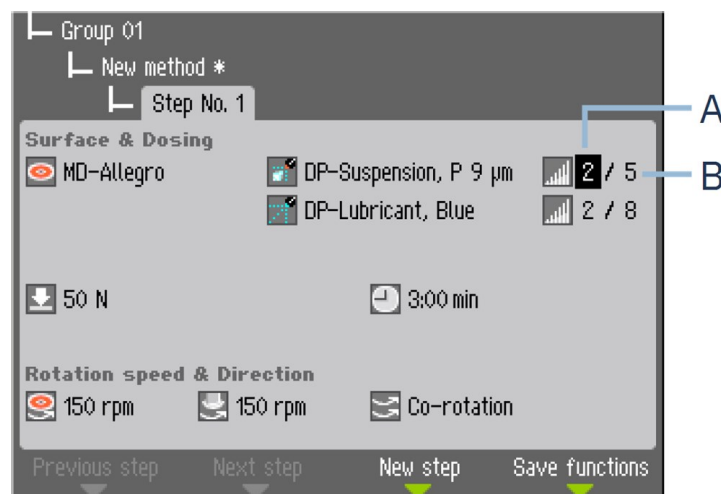 Group 01
New method *
Step No. 1
A
Surface & Dosing
MD-Allegro DP-Suspension, P 9 µm 2 / 5 B
DP-Lubricant, Blue 2 / 8
50 N 3:00 min
Rotation speed & Direction
150 rpm 150 rpm Co-rotation
Previous step Next step New step Save functions